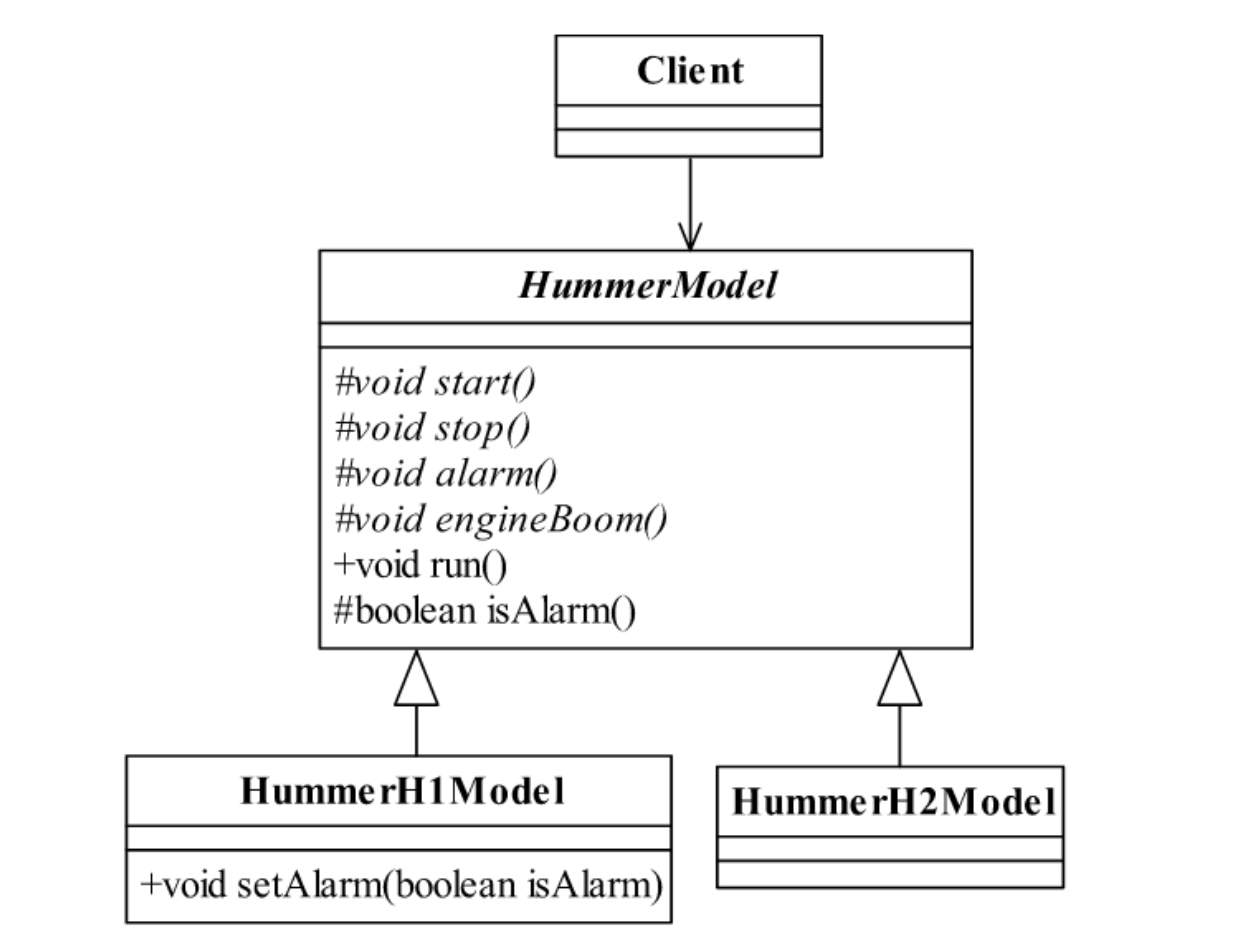 Client
HummerModel
#void start()
#void stop()
#void alarm()
#void engineBoom()
+void run()
#boolean isAlarm()
HummerH1Model
+void setAlarm(boolean isAlarm)
HummerH2Model